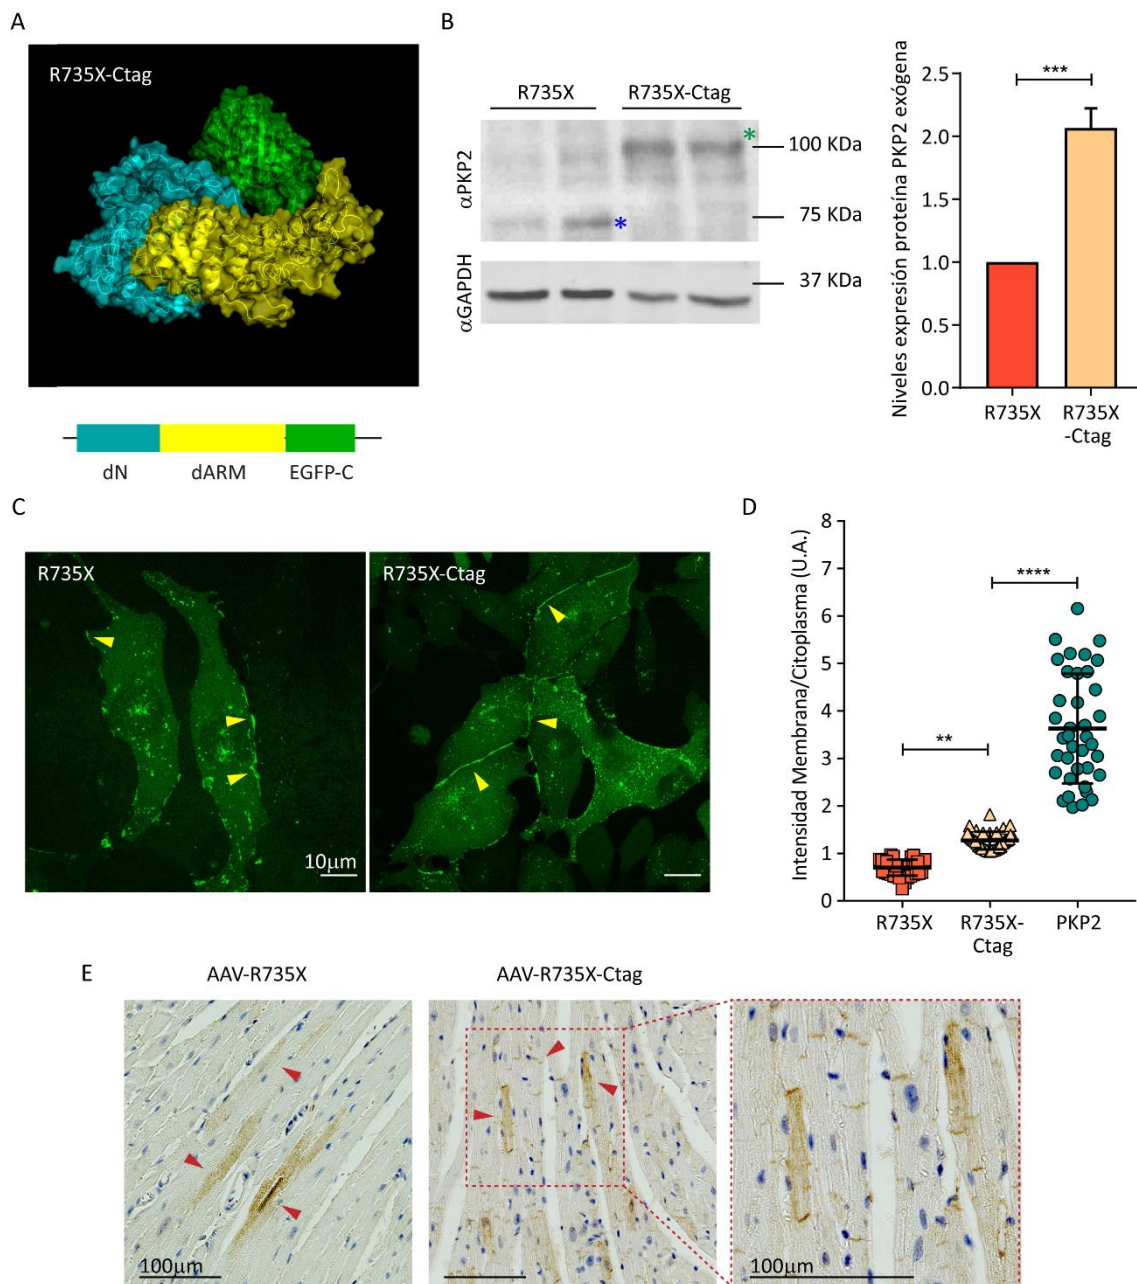 A
R735X-Ctag
dN
dARM
EGFP-C
B
R735X
R735X-Ctag
αPKP2
*
100 KDa
*
75 KDa
αGAPDH
37 KDa
Niveles expresión proteína PKP2 exógena
2.5
2.0
1.5
1.0
0.5
0.0
***
R735X
R735X
-Ctag
C
R735X
10μm
R735X-Ctag
D
Intensidad Membrana/Citoplasma (U.A.)
8
7
6
5
4
3
2
1
0
**
****
R735X
R735X-
Ctag
PKP2
E
AAV-R735X
100μm
AAV-R735X-Ctag
100μm